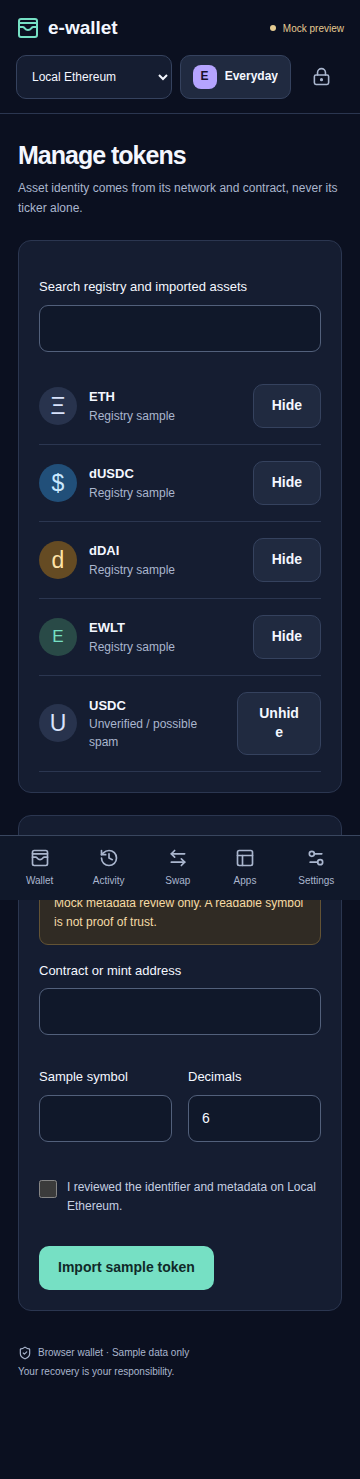 e-wallet
Mock preview
Local Ethereum
E
Everyday
Manage tokens
Asset identity comes from its network and contract, never its
ticker alone.
Search registry and imported assets
Ξ
ETH
Registry sample
Hide
$
dUSDC
Registry sample
Hide
d
dDAI
Registry sample
Hide
E
EWLT
Registry sample
Hide
U
USDC
Unverified / possible
spam
Unhid
e
Wallet
Activity
Swap
Apps
Settings
Mock metadata review only. A readable symbol
is not proof of trust.
Contract or mint address
Sample symbol
Decimals
6
I reviewed the identifier and metadata on Local
Ethereum.
Import sample token
Browser wallet · Sample data only
Your recovery is your responsibility.